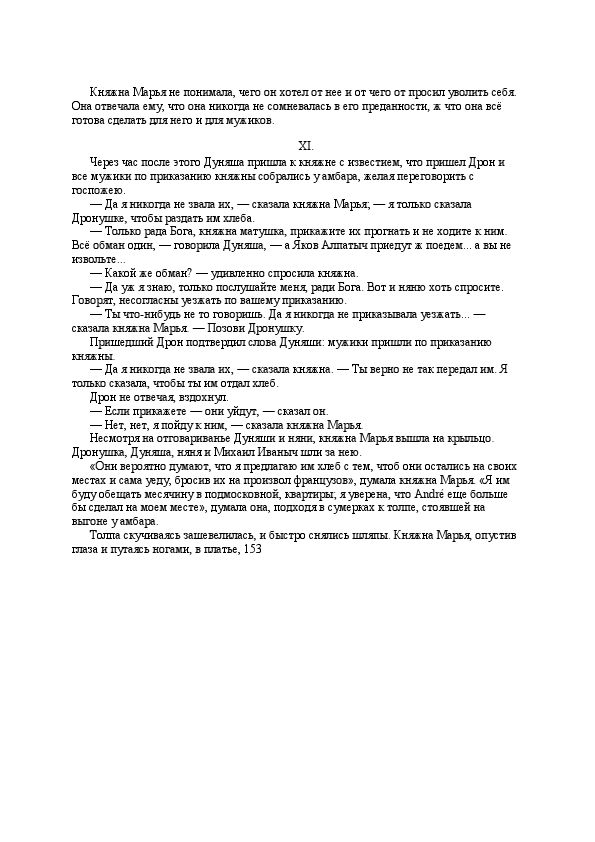 Княжна Марья не понимала, чего он хотел от нее и от чего от просил уволить себя.
Она отвечала ему, что она никогда не сомневалась в его преданности, ж что она всё
готова сделать для него и для мужиков.
XI.
Через час после этого Дуняша пришла к княжне с известием, что пришел Дрон и
все мужики по приказанию княжны собрались у амбара, желая переговорить с
госпожею.
— Да я никогда не звала их, — сказала княжна Марья; — я только сказала
Дронушке, чтобы раздать им хлеба.
— Только рада Бога, княжна матушка, прикажите их прогнать и не ходите к ним.
Всё обман один, — говорила Дуняша, — а Яков Алпатыч приедут ж поедем... а вы не
извольте...
— Какой же обман? — удивленно спросила княжна.
— Да уж я знаю, только послушайте меня, ради Бога. Вот и няню хоть спросите.
Говорят, несогласны уезжать по вашему приказанию.
— Ты что-нибудь не то говоришь. Да я никогда не приказывала уезжать... —
сказала княжна Марья. — Позови Дронушку.
Пришедший Дрон подтвердил слова Дуняши: мужики пришли по приказанию
княжны.
— Да я никогда не звала их, — сказала княжна. — Ты верно не так передал им. Я
только сказала, чтобы ты им отдал хлеб.
Дрон не отвечая, вздохнул.
— Если прикажете — они уйдут, — сказал он.
— Нет, нет, я пойду к ним, — сказала княжна Марья.
Несмотря на отговариванье Дуняши и няни, княжна Марья вышла на крыльцо.
Дронушка, Дуняша, няня и Михаил Иваныч шли за нею.
«Они вероятно думают, что я предлагаю им хлеб с тем, чтоб они остались на своих
местах и сама уеду, бросив их на произвол французов», думала княжна Марья. «Я им
буду обещать месячину в подмосковной, квартиры; я уверена, что André еще больше
бы сделал на моем месте», думала она, подходя в сумерках к толпе, стоявшей на
выгоне у амбара.
Толпа скучиваясь зашевелилась, и быстро снялись шляпы. Княжна Марья, опустив
глаза и путаясь ногами, в платье, 153